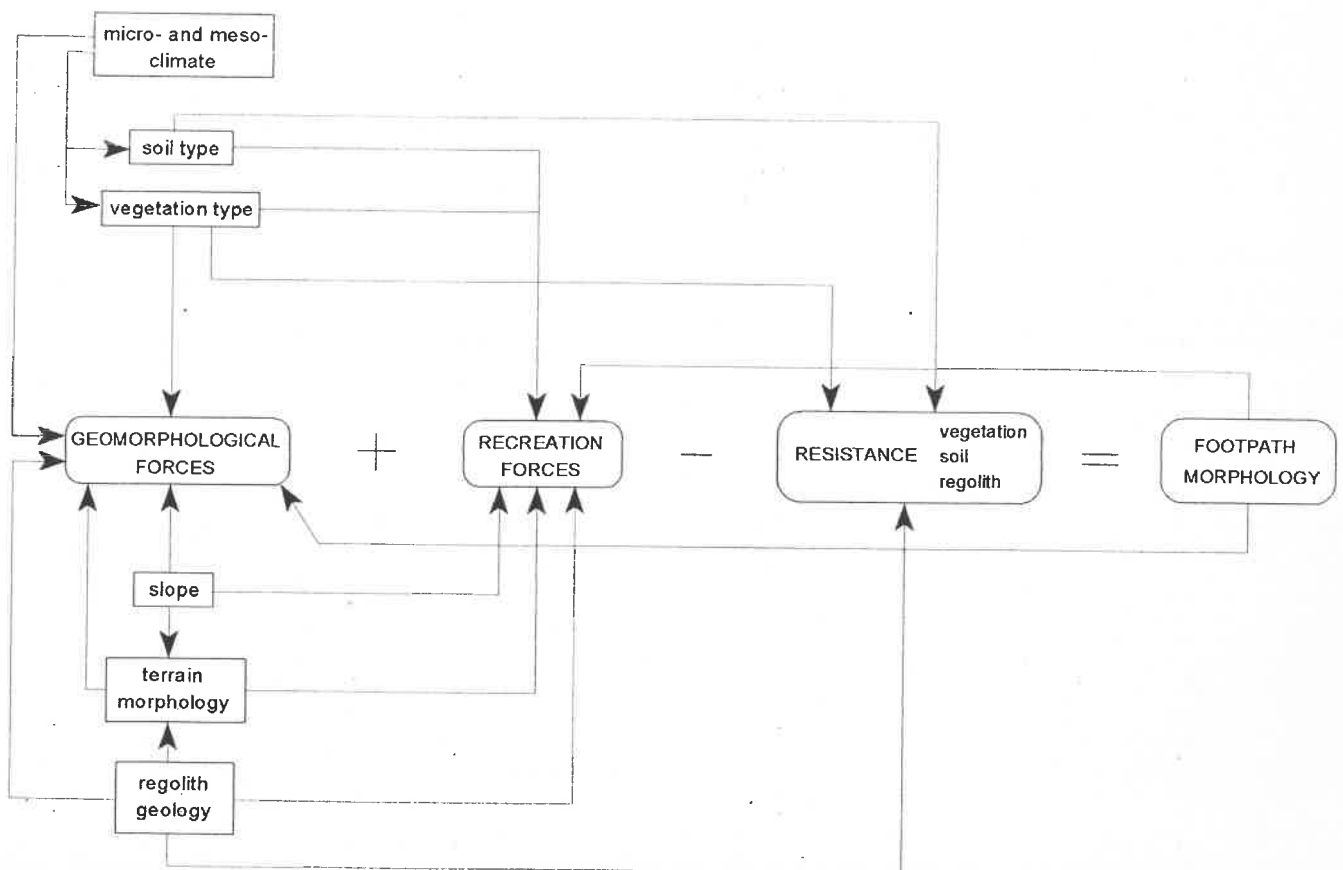 micro- and meso-
climate
soil type
vegetation type
GEOMORPHOLOGICAL
FORCES
+
RECREATION
FORCES
−
RESISTANCE
vegetation
soil
regolith
=
FOOTPATH
MORPHOLOGY
slope
terrain
morphology
regolith
geology